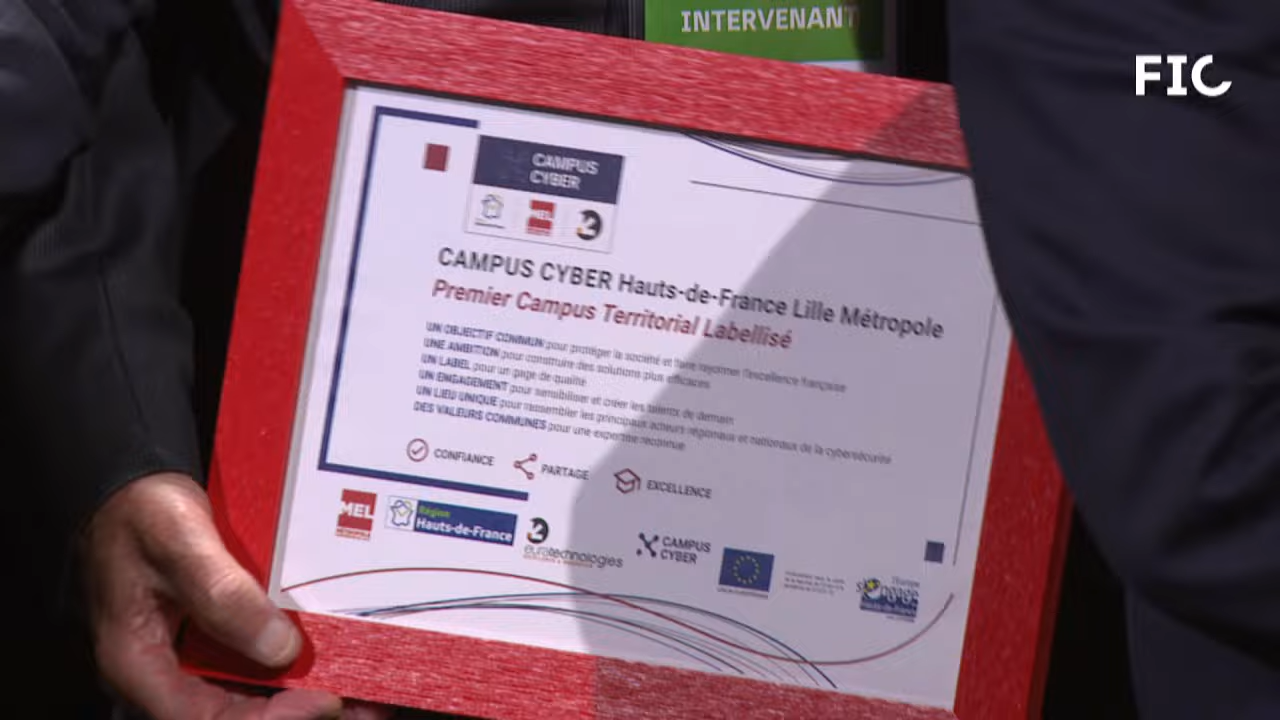 INTERVENANT
FIC
CAMPUS
CYBER
MEL
CAMPUS CYBER Hauts-de-France Lille Métropole
Premier Campus Territorial Labellisé
UN OBJECTIF COMMUN pour protéger la société et faire rayonner l'excellence française
UNE AMBITION pour construire des solutions plus efficaces
UN LABEL pour un gage de qualité
UN ENGAGEMENT pour sensibiliser et créer les talents de demain
UN LIEU UNIQUE pour rassembler les principaux acteurs régionaux et nationaux de la cybersécurité
DES VALEURS COMMUNES pour une expertise reconnue
CONFIANCE
PARTAGE
EXCELLENCE
MEL
Région
Hauts-de-France
euratechnologies
CAMPUS
CYBER
l'Europe
s'engage